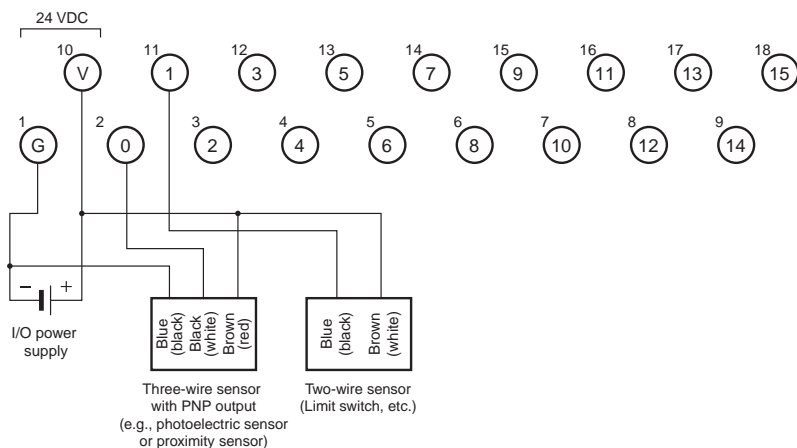 24 VDC
10 11 12 13 14 15 16 17 18
V 1 3 5 7 9 11 13 15
1 2 3 4 5 6 7 8 9
G 0 2 4 6 8 10 12 14
− +
I/O power
supply
Blue
(black)
Black
(white)
Brown
(red)
Blue
(black)
Brown
(white)
Three-wire sensor
with PNP output
(e.g., photoelectric sensor
or proximity sensor)
Two-wire sensor
(Limit switch, etc.)